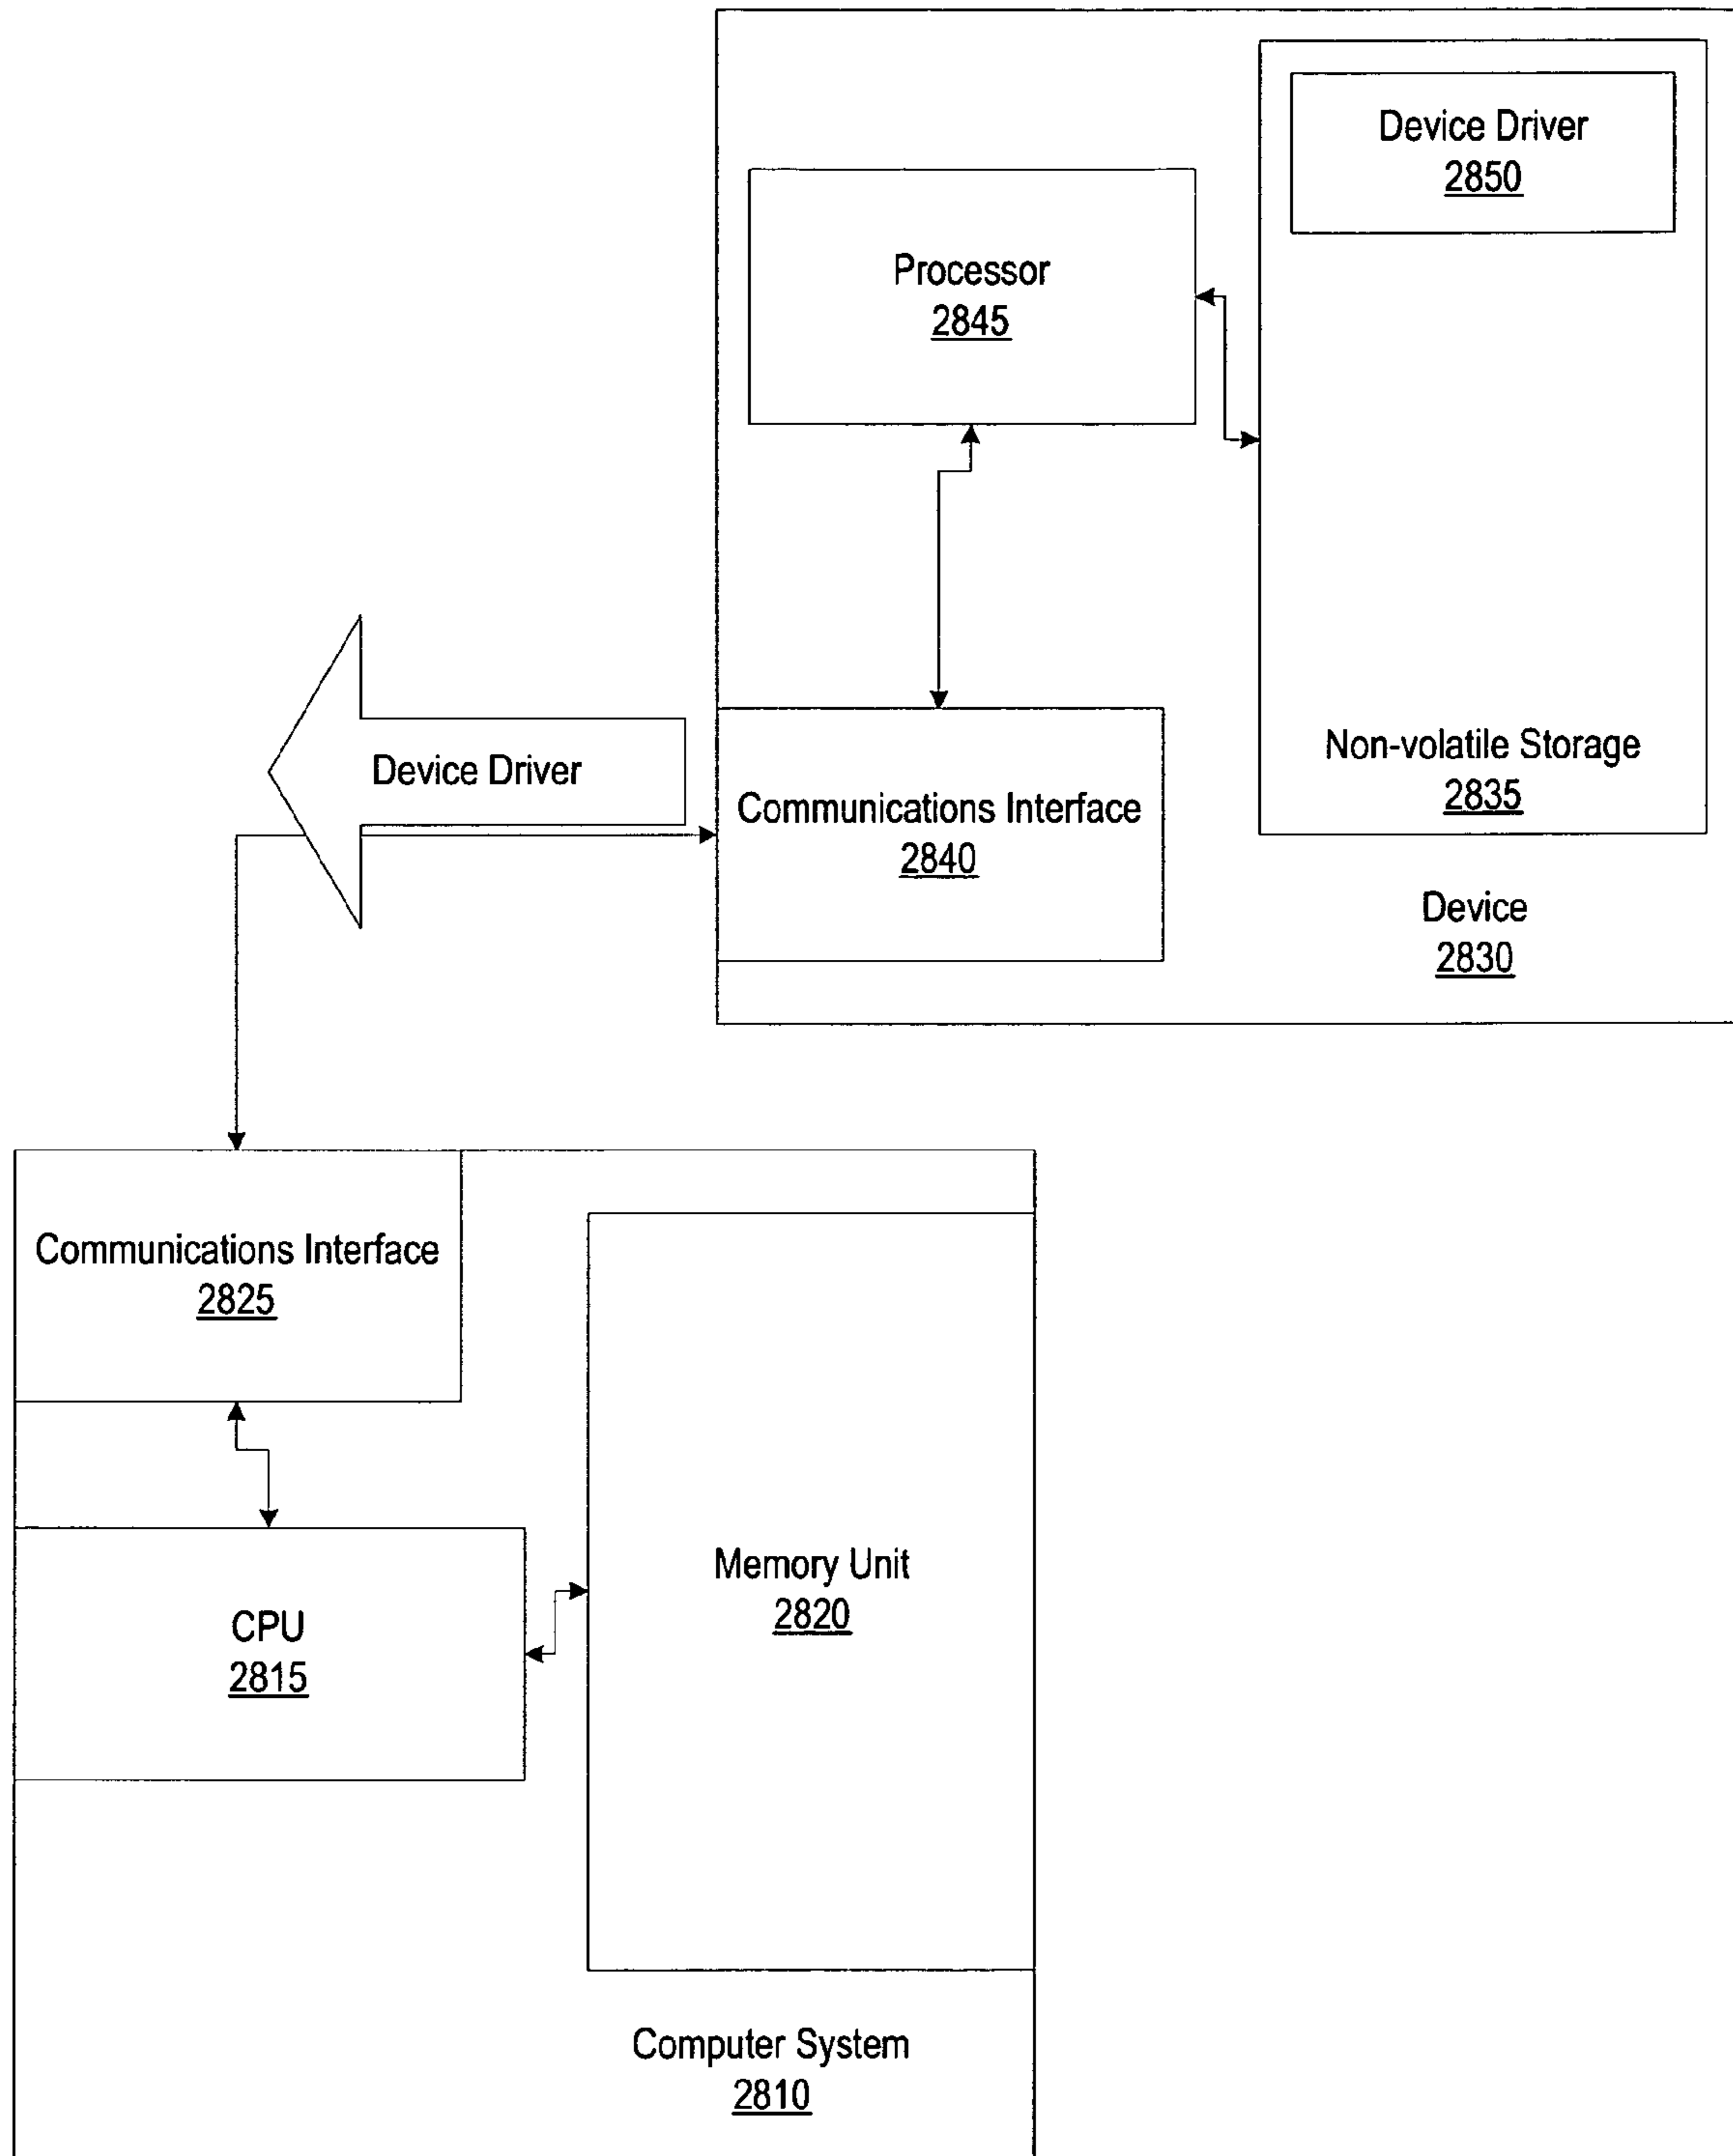 Device Driver
2850
Processor
2845
Non-volatile Storage
2835
Device Driver
Communications Interface
2840
Device
2830
Communications Interface
2825
Memory Unit
2820
CPU
2815
Computer System
2810